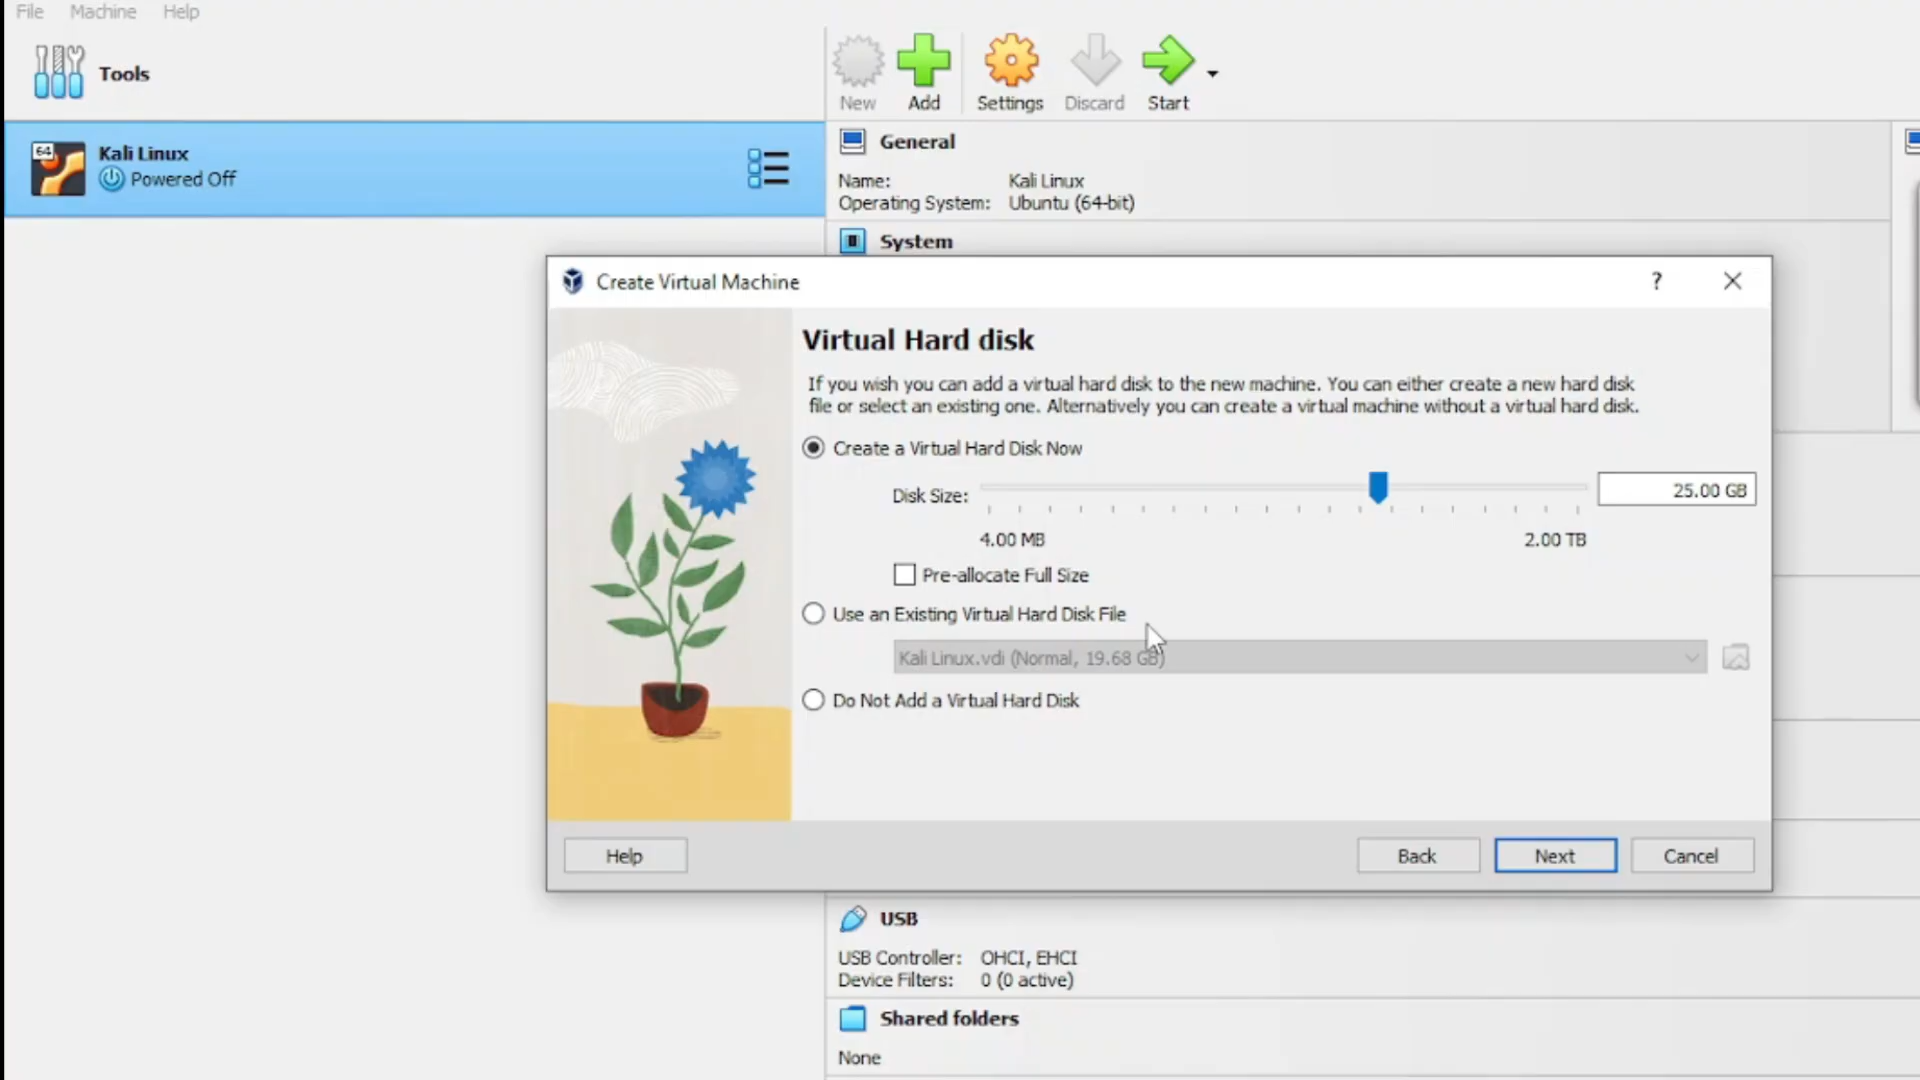 File Machine Help
Tools
New Add Settings Discard Start
64
Kali Linux
Powered Off
General
Name: Kali Linux
Operating System: Ubuntu (64-bit)
System
Create Virtual Machine ?
Virtual Hard disk
If you wish you can add a virtual hard disk to the new machine. You can either create a new hard disk
file or select an existing one. Alternatively you can create a virtual machine without a virtual hard disk.
Create a Virtual Hard Disk Now
Disk Size: 25.00 GB
4.00 MB 2.00 TB
Pre-allocate Full Size
Use an Existing Virtual Hard Disk File
Kali Linux.vdi (Normal, 19.68 GB)
Do Not Add a Virtual Hard Disk
Help Back Next Cancel
USB
USB Controller: OHCI, EHCI
Device Filters: 0 (0 active)
Shared folders
None